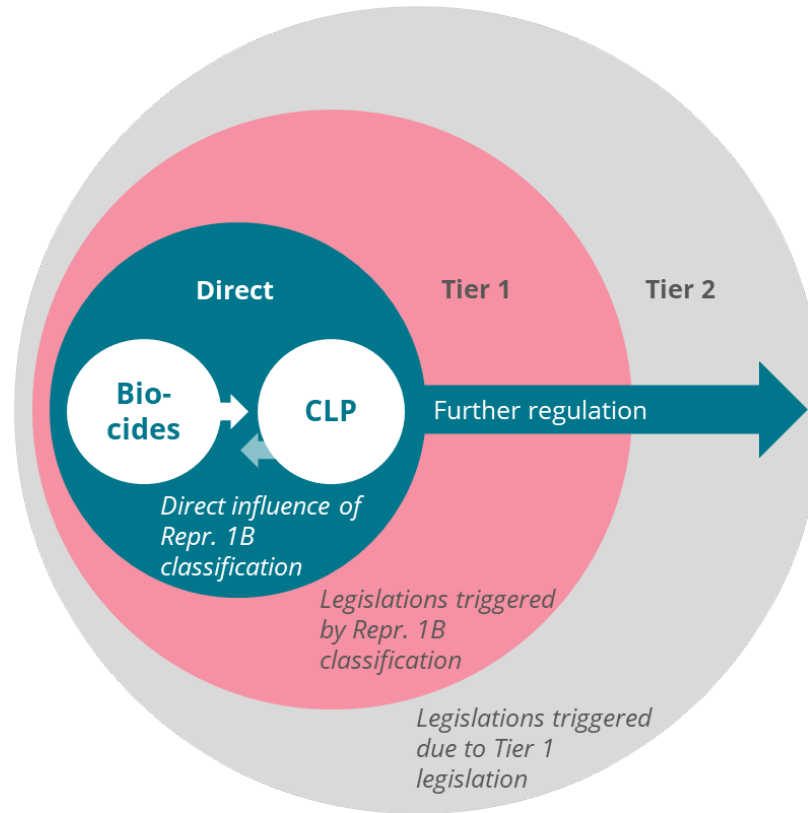 Direct
Tier 1
Tier 2
Bio-
cides
CLP
Further regulation
Direct influence of
Repr. 1B
classification
Legislations triggered
by Repr. 1B
classification
Legislations triggered
due to Tier 1
legislation